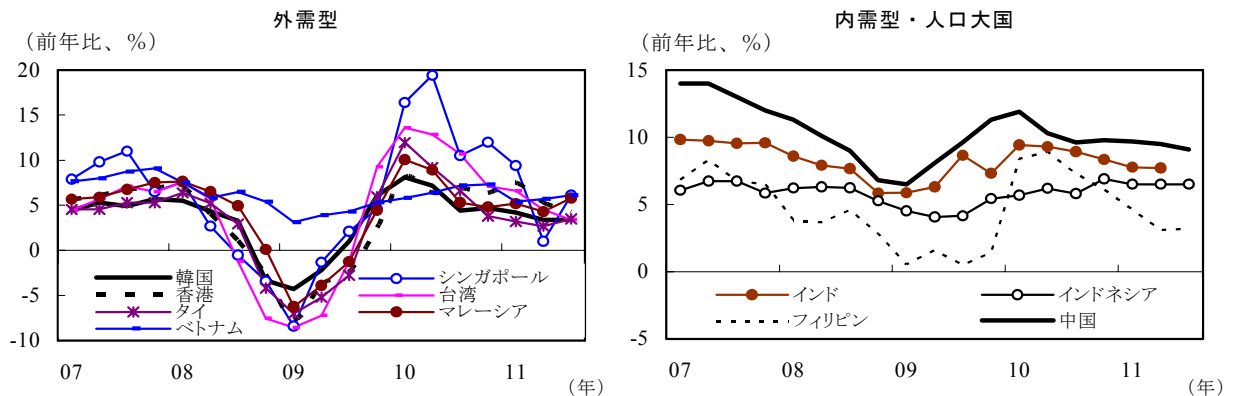 外需型
（前年比、％）
20
15
10
5
0
-5
-10
韓国
シンガポール
香港
台湾
タイ
マレーシア
ベトナム
07 08 09 10 11
（年）
内需型・人口大国
（前年比、％）
15
10
5
0
-5
インド
インドネシア
フィリピン
中国
07 08 09 10 11
（年）